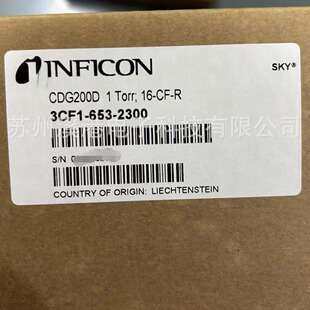 INFICON
SKY®
CDG200D 1 Torr, 16-CF-R
3CF1-653-2300
S/N
COUNTRY OF ORIGIN: LIECHTENSTEIN